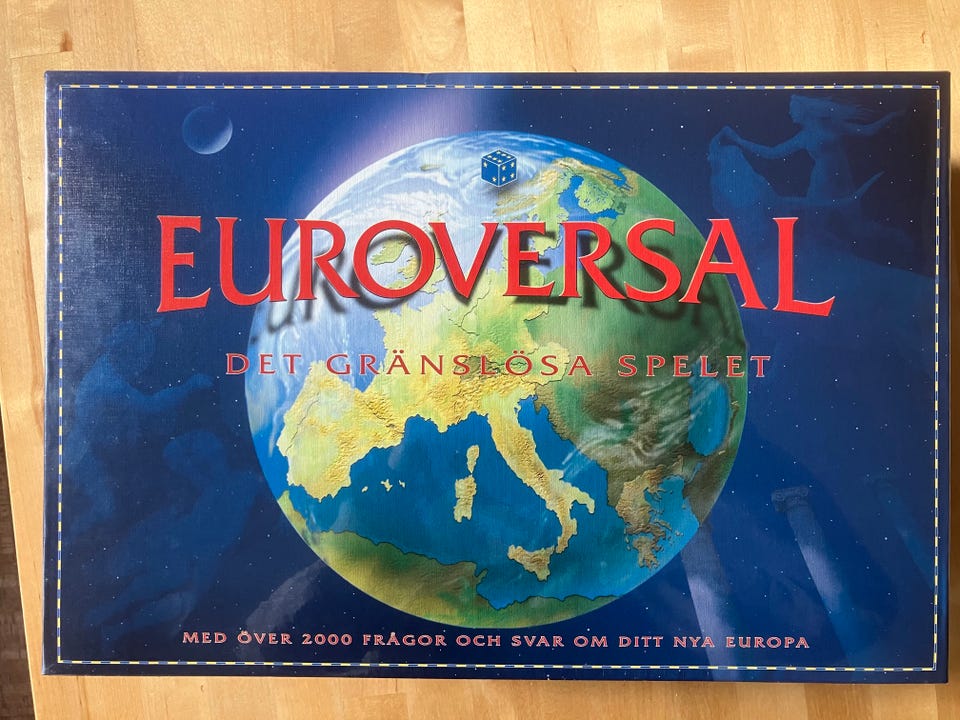 EUROVERSAL
DET GRÄNSLÖSA SPELET
MED ÖVER 2000 FRÅGOR OCH SVAR OM DITT NYA EUROPA